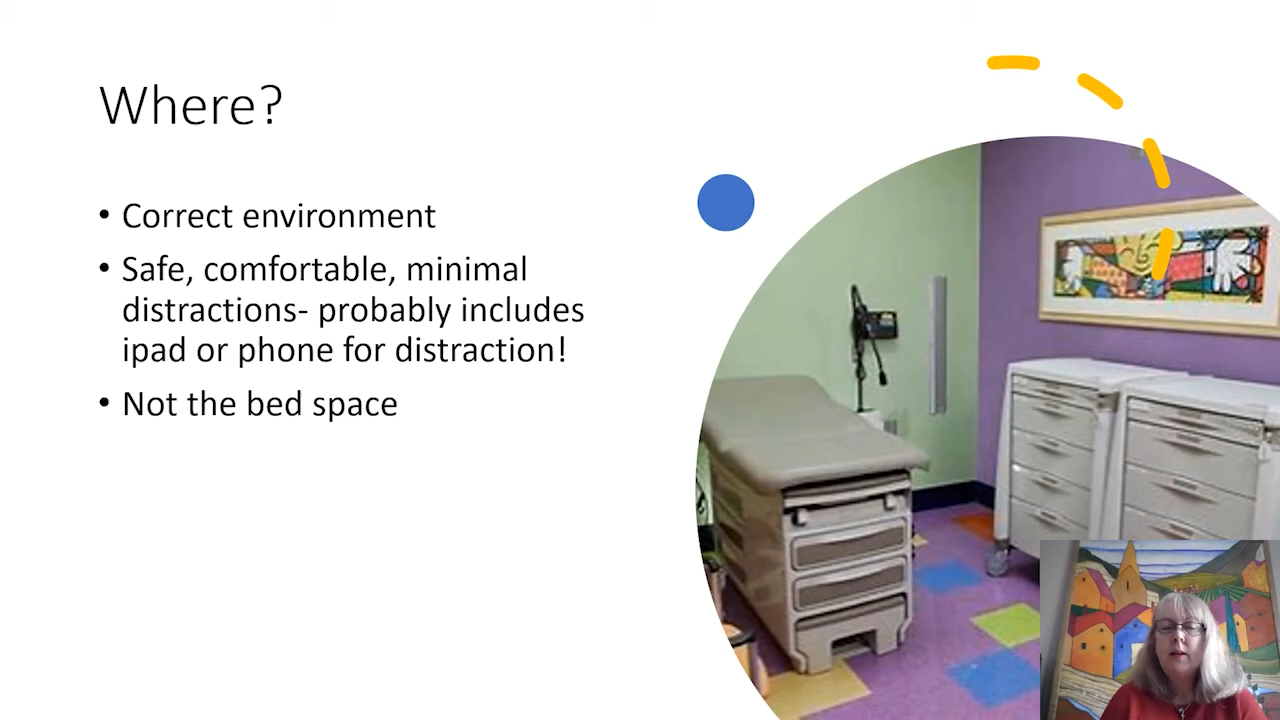 Where?
• Correct environment
• Safe, comfortable, minimal
distractions- probably includes
ipad or phone for distraction!
• Not the bed space